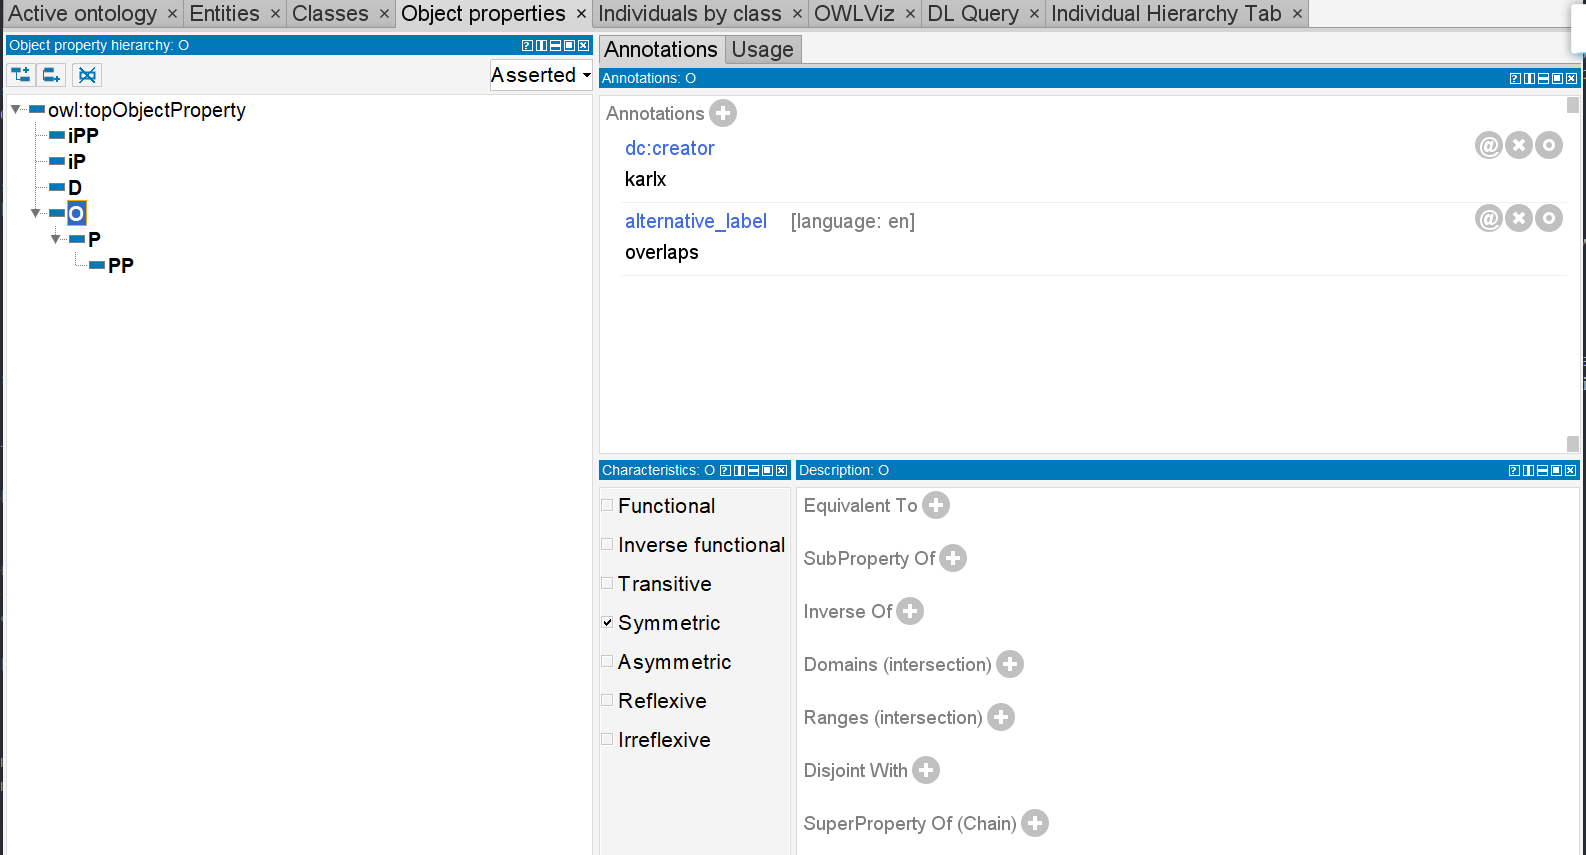 Active ontology × Entities × Classes × Object properties × Individuals by class × OWLViz × DL Query × Individual Hierarchy Tab ×
Object property hierarchy: O
Asserted
owl:topObjectProperty
iPP
iP
D
O
P
PP
Annotations Usage
Annotations: O
Annotations
dc:creator
karlx
alternative_label [language: en]
overlaps
Characteristics: O
Functional
Inverse functional
Transitive
Symmetric
Asymmetric
Reflexive
Irreflexive
Description: O
Equivalent To
SubProperty Of
Inverse Of
Domains (intersection)
Ranges (intersection)
Disjoint With
SuperProperty Of (Chain)